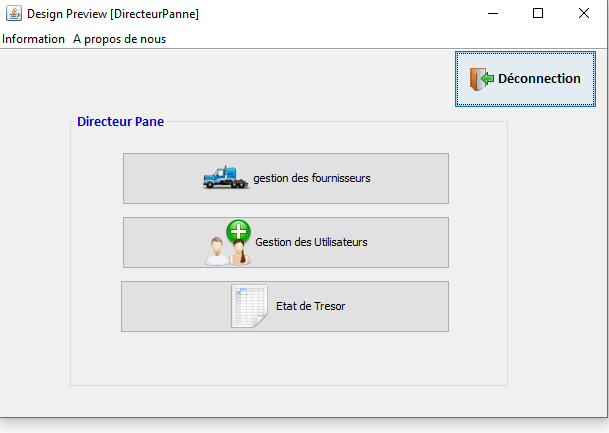 Design Preview [DirecteurPanne]
Information A propos de nous
Déconnection
Directeur Pane
gestion des fournisseurs
Gestion des Utilisateurs
Etat de Tresor